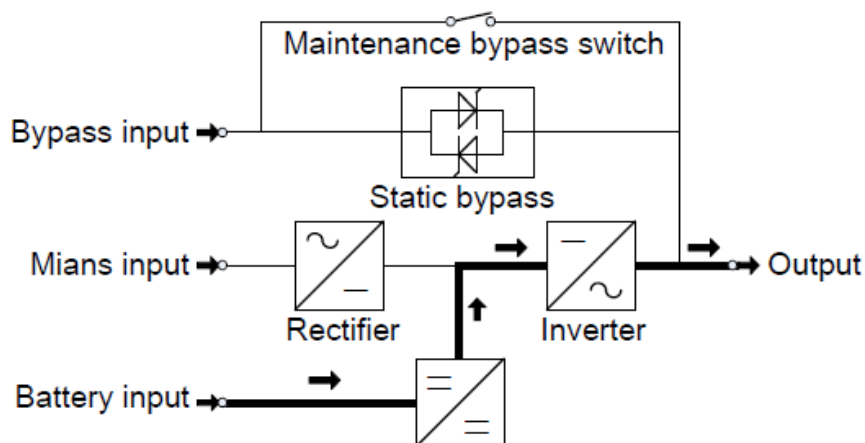 Maintenance bypass switch
Bypass input
Static bypass
Mians input
Output
Rectifier
Inverter
Battery input